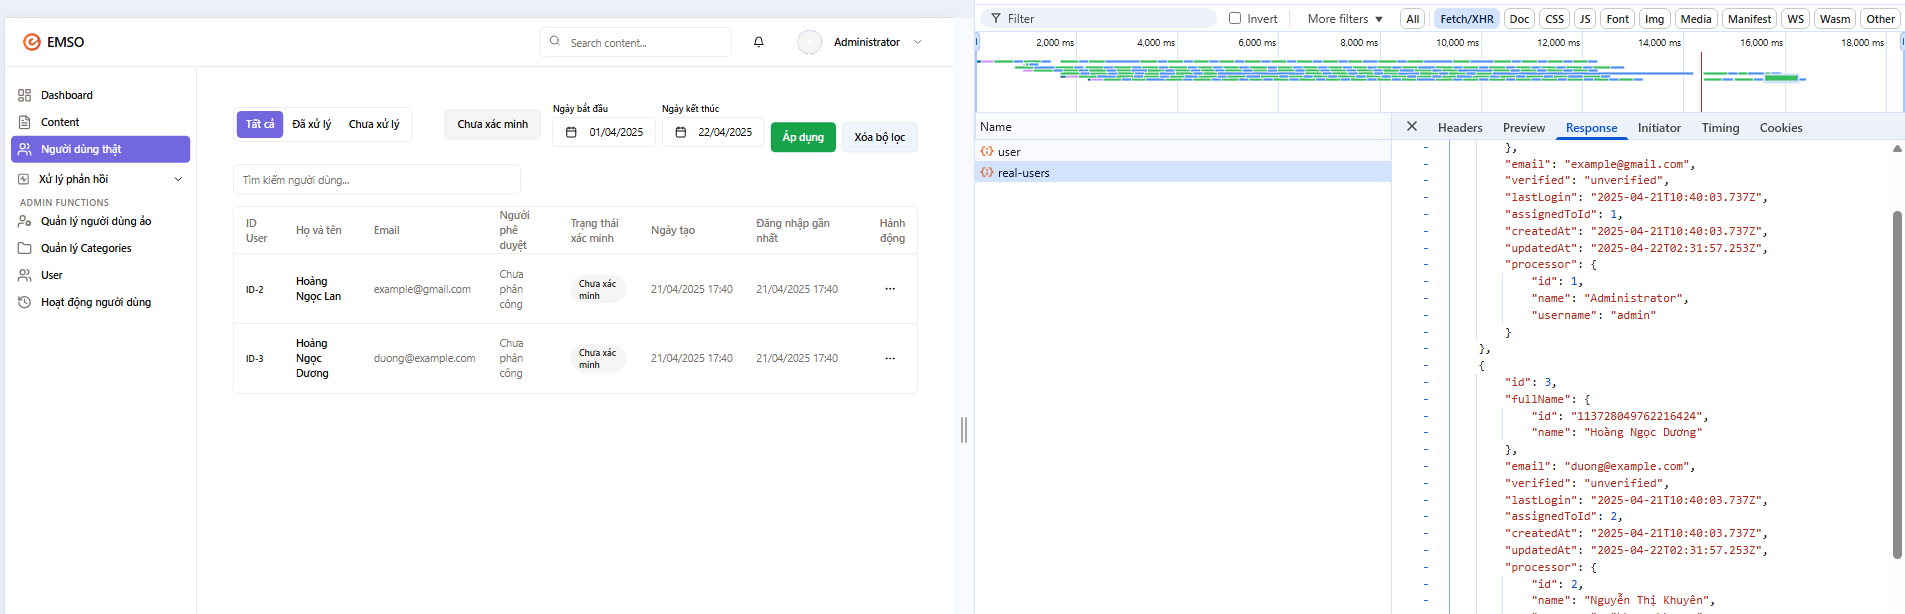 EMSO
Search content...
Administrator
Dashboard
Content
Người dùng thật
Xử lý phản hồi
ADMIN FUNCTIONS
Quản lý người dùng ảo
Quản lý Categories
User
Hoạt động người dùng
Tất cả
Đã xử lý
Chưa xử lý
Chưa xác minh
Ngày bắt đầu
01/04/2025
Ngày kết thúc
22/04/2025
Áp dụng
Xóa bộ lọc
Tìm kiếm người dùng...
ID User
Họ và tên
Email
Người phê duyệt
Trạng thái xác minh
Ngày tạo
Đăng nhập gần nhất
Hành động
ID-2
Hoàng Ngọc Lan
example@gmail.com
Chưa phân công
Chưa xác minh
21/04/2025 17:40
21/04/2025 17:40
...
ID-3
Hoàng Ngọc Dương
duong@example.com
Chưa phân công
Chưa xác minh
21/04/2025 17:40
21/04/2025 17:40
...
Filter
Invert
More filters
All
Fetch/XHR
Doc
CSS
JS
Font
Img
Media
Manifest
WS
Wasm
Other
2,000 ms
4,000 ms
6,000 ms
8,000 ms
10,000 ms
12,000 ms
14,000 ms
16,000 ms
18,000 ms
Name
user
real-users
Headers
Preview
Response
Initiator
Timing
Cookies
},
"email": "example@gmail.com",
"verified": "unverified",
"lastLogin": "2025-04-21T10:40:03.737Z",
"assignedToId": 1,
"createdAt": "2025-04-21T10:40:03.737Z",
"updatedAt": "2025-04-22T02:31:57.253Z",
"processor": {
"id": 1,
"name": "Administrator",
"username": "admin"
}
},
{
"id": 3,
"fullName": {
"id": "113728049762216424",
"name": "Hoàng Ngọc Dương"
},
"email": "duong@example.com",
"verified": "unverified",
"lastLogin": "2025-04-21T10:40:03.737Z",
"assignedToId": 2,
"createdAt": "2025-04-21T10:40:03.737Z",
"updatedAt": "2025-04-22T02:31:57.253Z",
"processor": {
"id": 2,
"name": "Nguyễn Thị Khuyên",